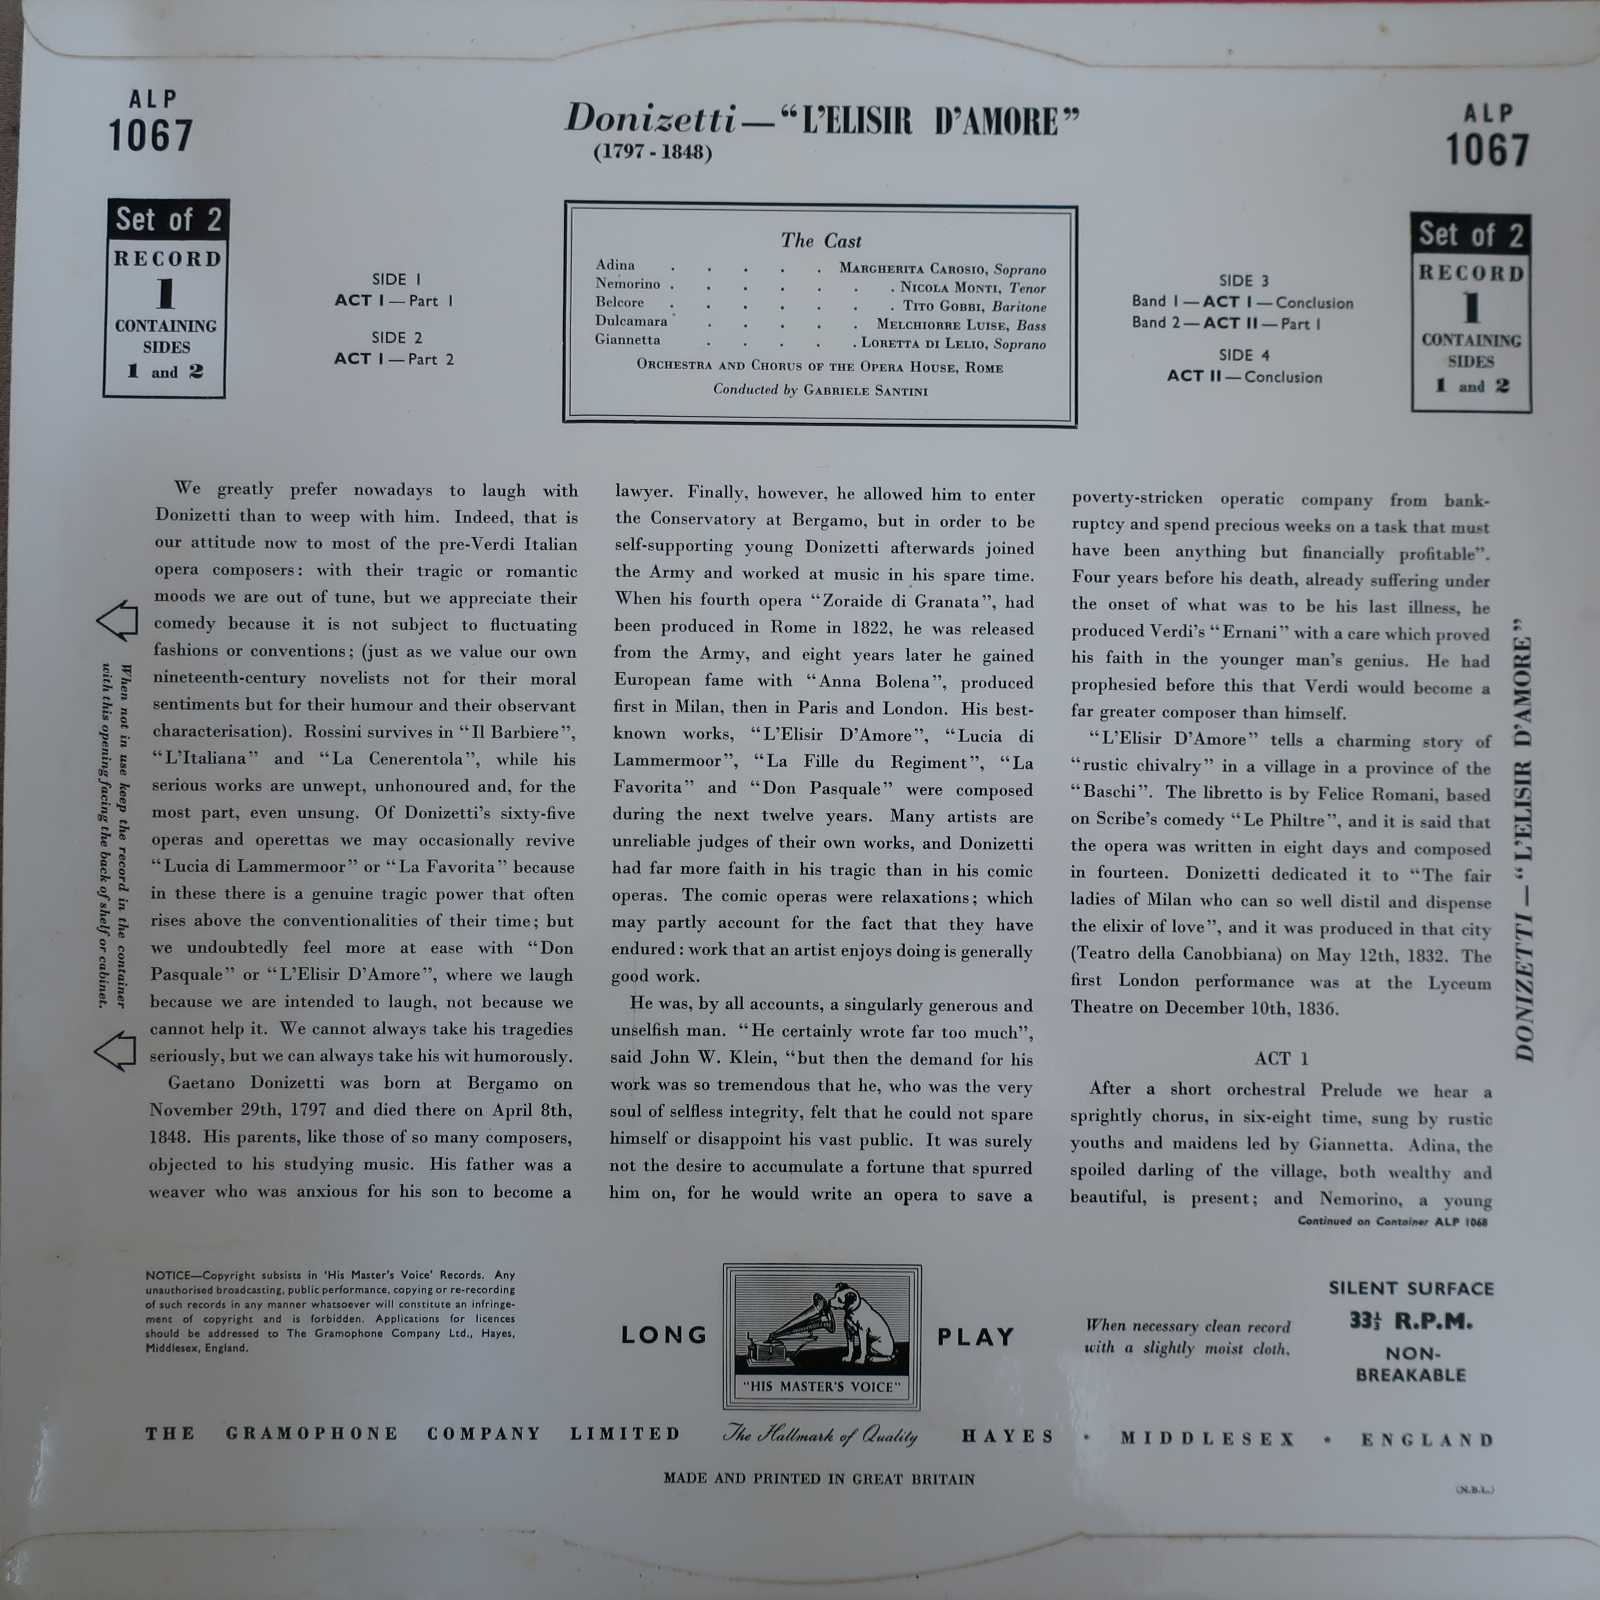 ALP
1067
Donizetti—“L’ELISIR D’AMORE”
(1797 - 1848)
ALP
1067
Set of 2
RECORD
1
CONTAINING
SIDES
1 and 2
SIDE 1
ACT I—Part 1
SIDE 2
ACT I—Part 2
The Cast
Adina . . . . . MARGHERITA CAROSIO, Soprano
Nemorino . . . . . . . NICOLA MONTI, Tenor
Belcore . . . . . . TITO GOBBI, Baritone
Dulcamara . . . . . MELCHIORRE LUISE, Bass
Giannetta . . . . . LORETTA DI LELIO, Soprano
ORCHESTRA AND CHORUS OF THE OPERA HOUSE, ROME
Conducted by GABRIELE SANTINI
SIDE 3
Band 1—ACT I—Conclusion
Band 2—ACT II—Part 1
SIDE 4
ACT II—Conclusion
Set of 2
RECORD
1
CONTAINING
SIDES
1 and 2
We greatly prefer nowadays to laugh with
Donizetti than to weep with him. Indeed, that is
our attitude now to most of the pre-Verdi Italian
opera composers: with their tragic or romantic
moods we are out of tune, but we appreciate their
comedy because it is not subject to fluctuating
fashions or conventions; (just as we value our own
nineteenth-century novelists not for their moral
sentiments but for their humour and their observant
characterisation). Rossini survives in “Il Barbiere”,
“L’Italiana” and “La Cenerentola”, while his
serious works are unwept, unhonoured and, for the
most part, even unsung. Of Donizetti’s sixty-five
operas and operettas we may occasionally revive
“Lucia di Lammermoor” or “La Favorita” because
in these there is a genuine tragic power that often
rises above the conventionalities of their time; but
we undoubtedly feel more at ease with “Don
Pasquale” or “L’Elisir D’Amore”, where we laugh
because we are intended to laugh, not because we
cannot help it. We cannot always take his tragedies
seriously, but we can always take his wit humorously.
Gaetano Donizetti was born at Bergamo on
November 29th, 1797 and died there on April 8th,
1848. His parents, like those of so many composers,
objected to his studying music. His father was a
weaver who was anxious for his son to become a
lawyer. Finally, however, he allowed him to enter
the Conservatory at Bergamo, but in order to be
self-supporting young Donizetti afterwards joined
the Army and worked at music in his spare time.
When his fourth opera “Zoraide di Granata”, had
been produced in Rome in 1822, he was released
from the Army, and eight years later he gained
European fame with “Anna Bolena”, produced
first in Milan, then in Paris and London. His best-
known works, “L’Elisir D’Amore”, “Lucia di
Lammermoor”, “La Fille du Regiment”, “La
Favorita” and “Don Pasquale” were composed
during the next twelve years. Many artists are
unreliable judges of their own works, and Donizetti
had far more faith in his tragic than in his comic
operas. The comic operas were relaxations; which
may partly account for the fact that they have
endured: work that an artist enjoys doing is generally
good work.
He was, by all accounts, a singularly generous and
unselfish man. “He certainly wrote far too much”,
said John W. Klein, “but then the demand for his
work was so tremendous that he, who was the very
soul of selfless integrity, felt that he could not spare
himself or disappoint his vast public. It was surely
not the desire to accumulate a fortune that spurred
him on, for he would write an opera to save a
poverty-stricken operatic company from bank-
ruptcy and spend precious weeks on a task that must
have been anything but financially profitable”.
Four years before his death, already suffering under
the onset of what was to be his last illness, he
produced Verdi’s “Ernani” with a care which proved
his faith in the younger man’s genius. He had
prophesied before this that Verdi would become a
far greater composer than himself.
“L’Elisir D’Amore” tells a charming story of
“rustic chivalry” in a village in a province of the
“Baschi”. The libretto is by Felice Romani, based
on Scribe’s comedy “Le Philtre”, and it is said that
the opera was written in eight days and composed
in fourteen. Donizetti dedicated it to “The fair
ladies of Milan who can so well distil and dispense
the elixir of love”, and it was produced in that city
(Teatro della Canobbiana) on May 12th, 1832. The
first London performance was at the Lyceum
Theatre on December 10th, 1836.
ACT 1
After a short orchestral Prelude we hear a
sprightly chorus, in six-eight time, sung by rustic
youths and maidens led by Giannetta. Adina, the
spoiled darling of the village, both wealthy and
beautiful, is present; and Nemorino, a young
Continued on Container ALP 1068
When not in use keep the record in the container
with this opening facing the back of shelf or cabinet.
DONIZETTI—“L’ELISIR D’AMORE”
NOTICE—Copyright subsists in ‘His Master’s Voice’ Records. Any
unauthorised broadcasting, public performance, copying or re-recording
of such records in any manner whatsoever will constitute an infringe-
ment of copyright and is forbidden. Applications for licences
should be addressed to The Gramophone Company Ltd., Hayes,
Middlesex, England.
LONG PLAY
“HIS MASTER’S VOICE”
When necessary clean record
with a slightly moist cloth.
SILENT SURFACE
33⅓ R.P.M.
NON-
BREAKABLE
THE GRAMOPHONE COMPANY LIMITED The Hallmark of Quality HAYES • MIDDLESEX • ENGLAND
MADE AND PRINTED IN GREAT BRITAIN
(N.B.L.)